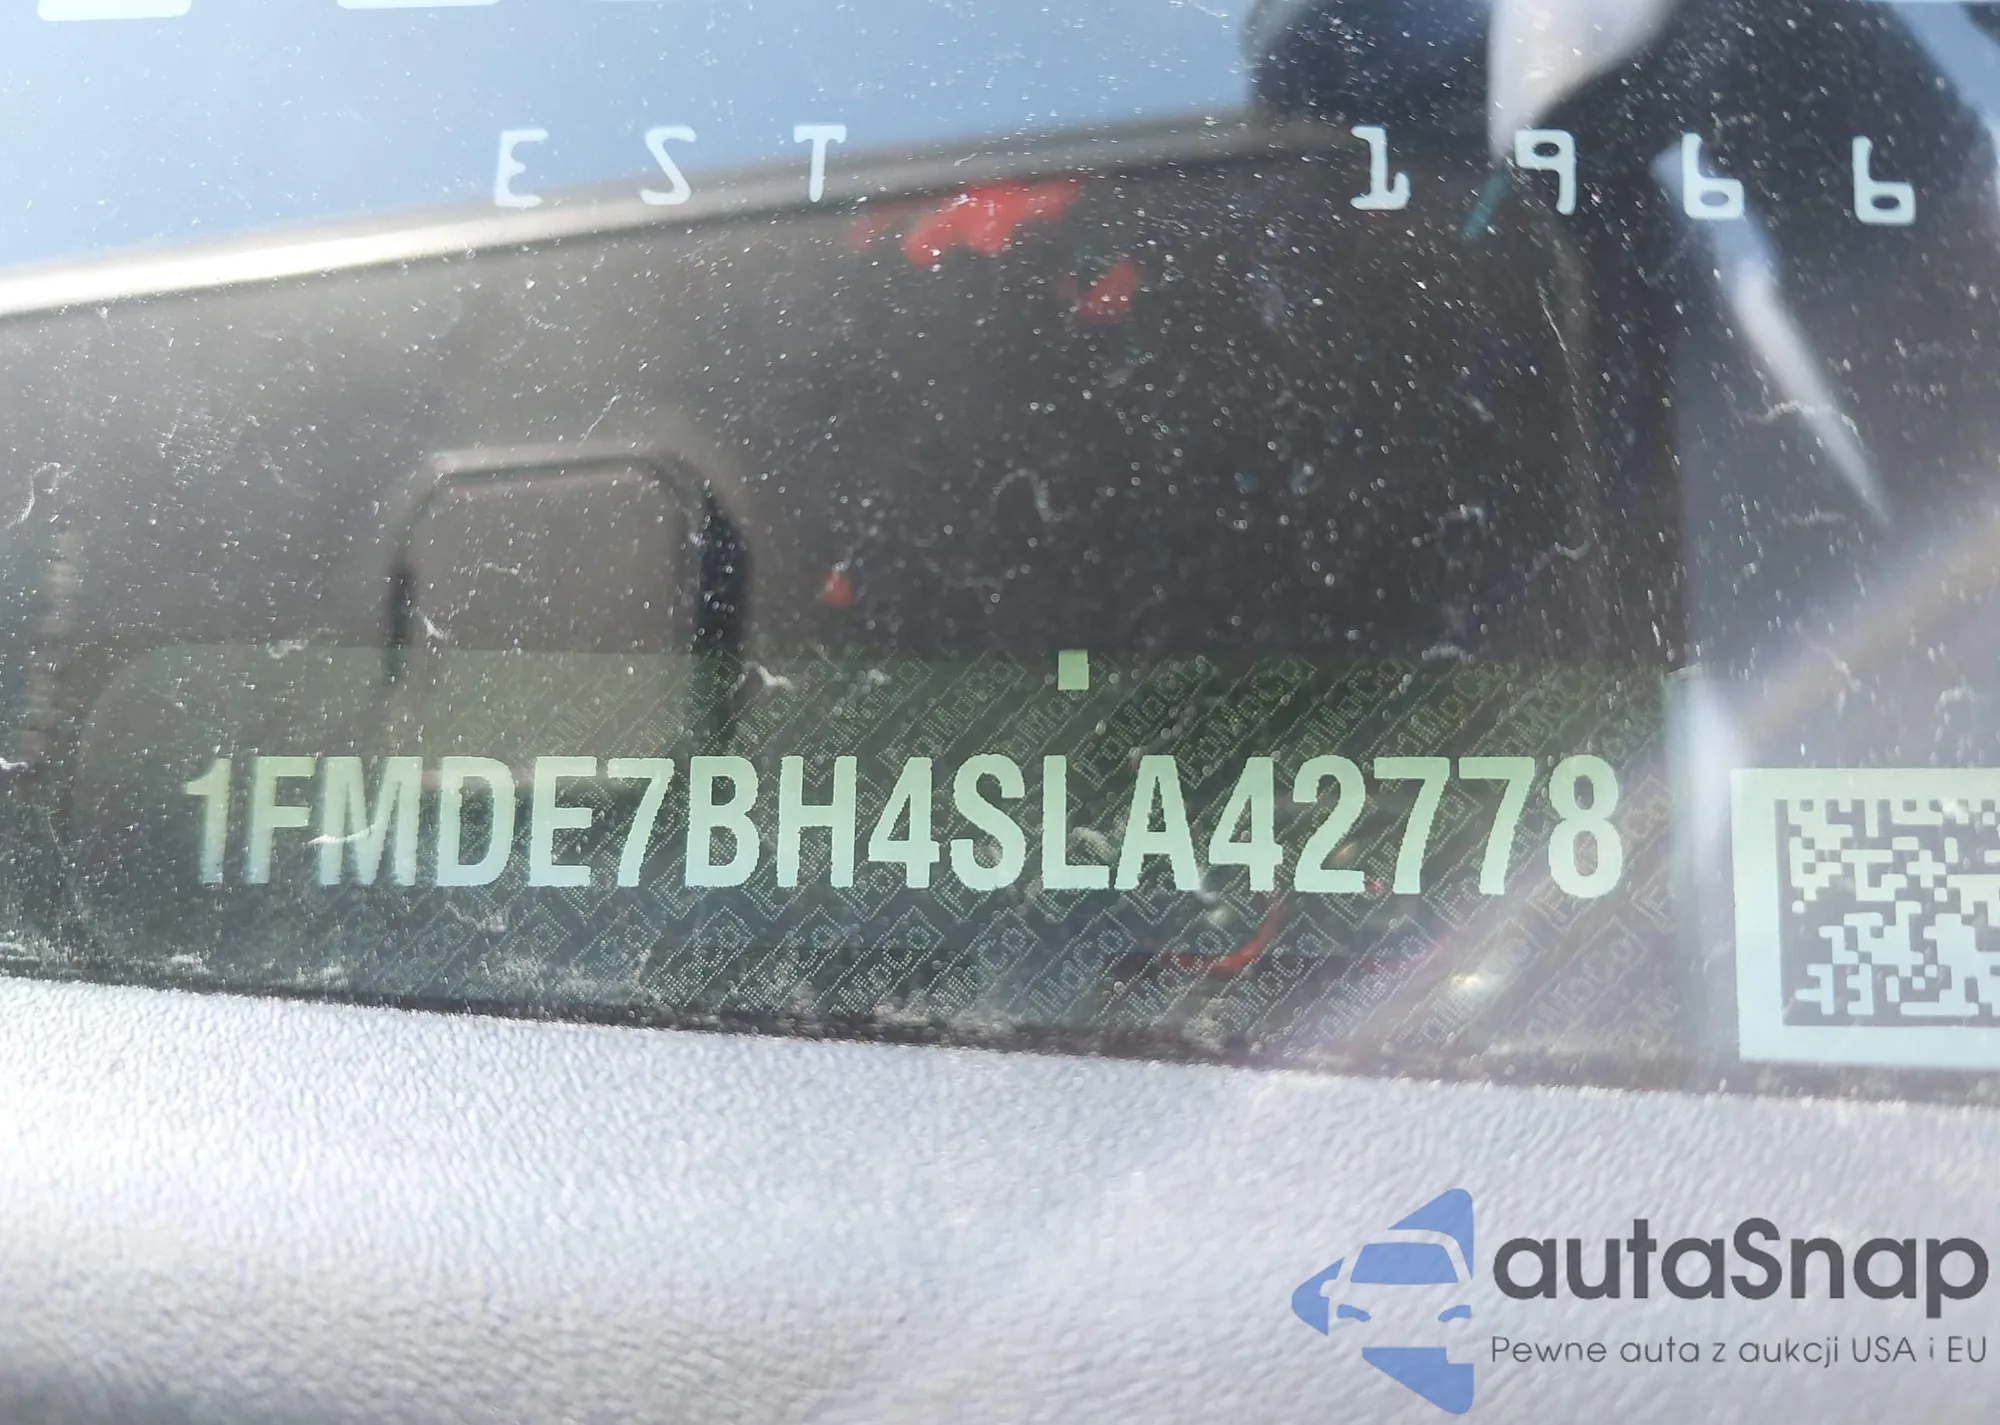 EST 1966
1FMDE7BH4SLA42778
autaSnap
Pewne auta z aukcji USA i EU